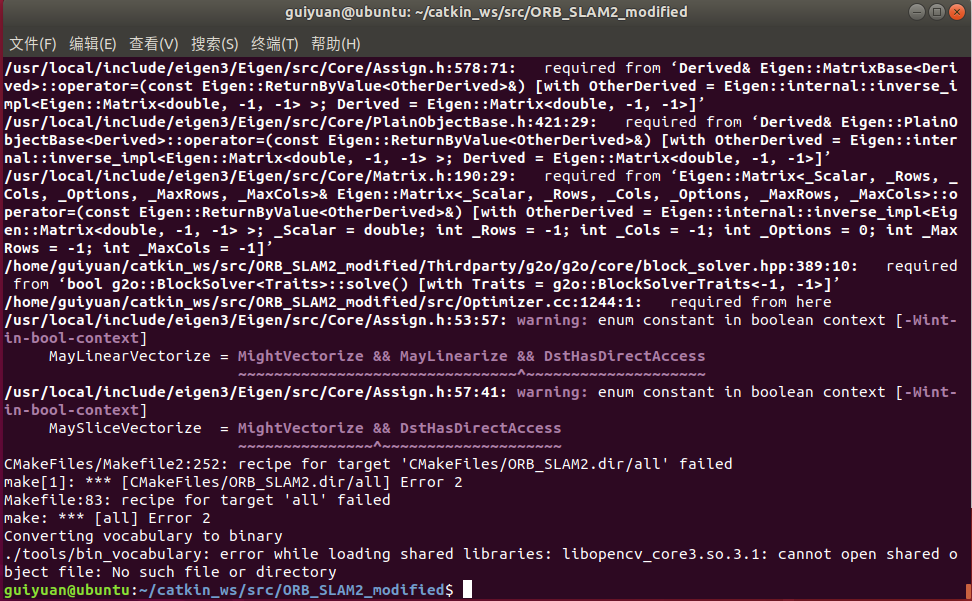 guiyuan@ubuntu: ~/catkin_ws/src/ORB_SLAM2_modified
文件(F) 编辑(E) 查看(V) 搜索(S) 终端(T) 帮助(H)
/usr/local/include/eigen3/Eigen/src/Core/Assign.h:578:71:   required from ‘Derived& Eigen::MatrixBase<Deri
ved>::operator=(const Eigen::ReturnByValue<OtherDerived>&) [with OtherDerived = Eigen::internal::inverse_i
mpl<Eigen::Matrix<double, -1, -1> >; Derived = Eigen::Matrix<double, -1, -1>]’
/usr/local/include/eigen3/Eigen/src/Core/PlainObjectBase.h:421:29:   required from ‘Derived& Eigen::PlainO
bjectBase<Derived>::operator=(const Eigen::ReturnByValue<OtherDerived>&) [with OtherDerived = Eigen::inter
nal::inverse_impl<Eigen::Matrix<double, -1, -1> >; Derived = Eigen::Matrix<double, -1, -1>]’
/usr/local/include/eigen3/Eigen/src/Core/Matrix.h:190:29:   required from ‘Eigen::Matrix<_Scalar, _Rows, _
Cols, _Options, _MaxRows, _MaxCols>& Eigen::Matrix<_Scalar, _Rows, _Cols, _Options, _MaxRows, _MaxCols>::o
perator=(const Eigen::ReturnByValue<OtherDerived>&) [with OtherDerived = Eigen::internal::inverse_impl<Eig
en::Matrix<double, -1, -1> >; _Scalar = double; int _Rows = -1; int _Cols = -1; int _Options = 0; int _Max
Rows = -1; int _MaxCols = -1]’
/home/guiyuan/catkin_ws/src/ORB_SLAM2_modified/Thirdparty/g2o/g2o/core/block_solver.hpp:389:10:   required
 from ‘bool g2o::BlockSolver<Traits>::solve() [with Traits = g2o::BlockSolverTraits<-1, -1>]’
/home/guiyuan/catkin_ws/src/ORB_SLAM2_modified/src/Optimizer.cc:1244:1:   required from here
/usr/local/include/eigen3/Eigen/src/Core/Assign.h:53:57: warning: enum constant in boolean context [-Wint-
in-bool-context]
     MayLinearVectorize = MightVectorize && MayLinearize && DstHasDirectAccess
                          ~~~~~~~~~~~~~~~~~~~~~~~~~~~~~~~^~~~~~~~~~~~~~~~~~~~~
/usr/local/include/eigen3/Eigen/src/Core/Assign.h:57:41: warning: enum constant in boolean context [-Wint-
in-bool-context]
     MaySliceVectorize  = MightVectorize && DstHasDirectAccess
                          ~~~~~~~~~~~~~~~^~~~~~~~~~~~~~~~~~~~~
CMakeFiles/Makefile2:252: recipe for target 'CMakeFiles/ORB_SLAM2.dir/all' failed
make[1]: *** [CMakeFiles/ORB_SLAM2.dir/all] Error 2
Makefile:83: recipe for target 'all' failed
make: *** [all] Error 2
Converting vocabulary to binary
./tools/bin_vocabulary: error while loading shared libraries: libopencv_core3.so.3.1: cannot open shared o
bject file: No such file or directory
guiyuan@ubuntu:~/catkin_ws/src/ORB_SLAM2_modified$